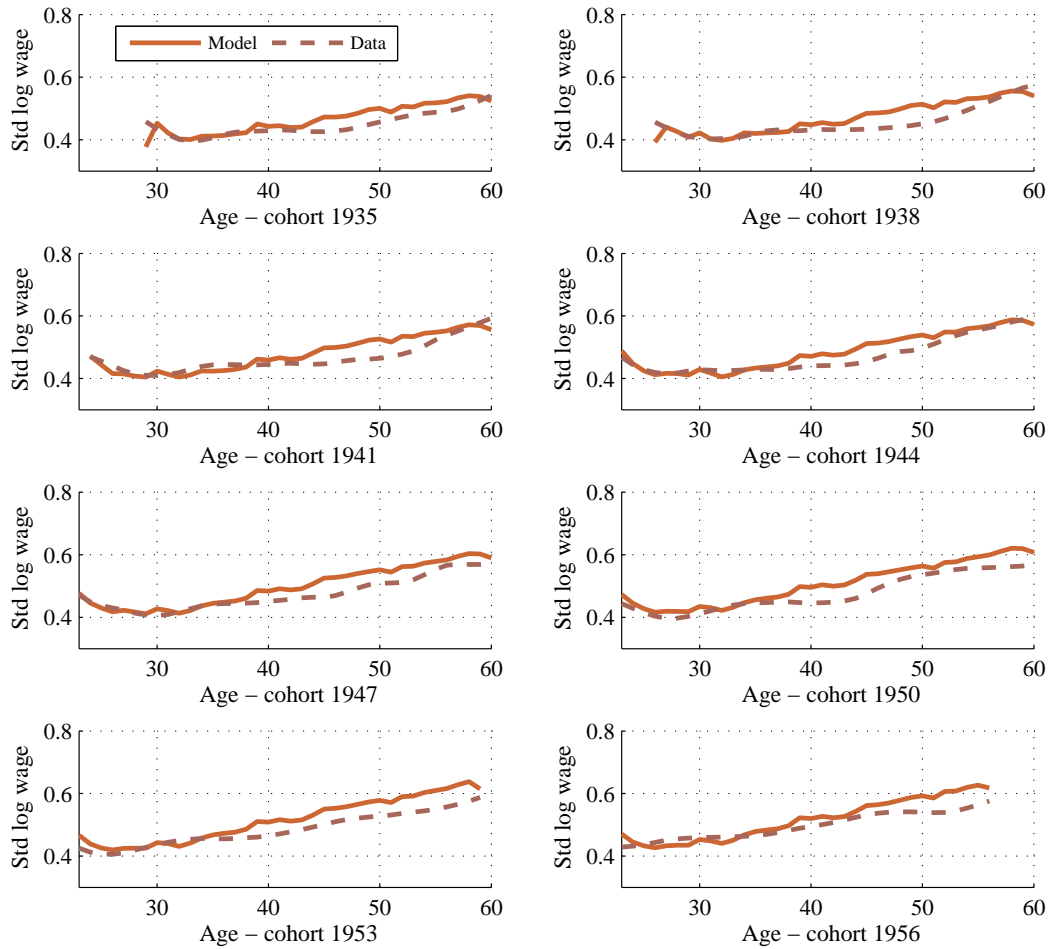 0.8
0.6
0.4
Std log wage
Model
Data
30 40 50 60
Age – cohort 1935
0.8
0.6
0.4
Std log wage
30 40 50 60
Age – cohort 1938
0.8
0.6
0.4
Std log wage
30 40 50 60
Age – cohort 1941
0.8
0.6
0.4
Std log wage
30 40 50 60
Age – cohort 1944
0.8
0.6
0.4
Std log wage
30 40 50 60
Age – cohort 1947
0.8
0.6
0.4
Std log wage
30 40 50 60
Age – cohort 1950
0.8
0.6
0.4
Std log wage
30 40 50 60
Age – cohort 1953
0.8
0.6
0.4
Std log wage
30 40 50 60
Age – cohort 1956